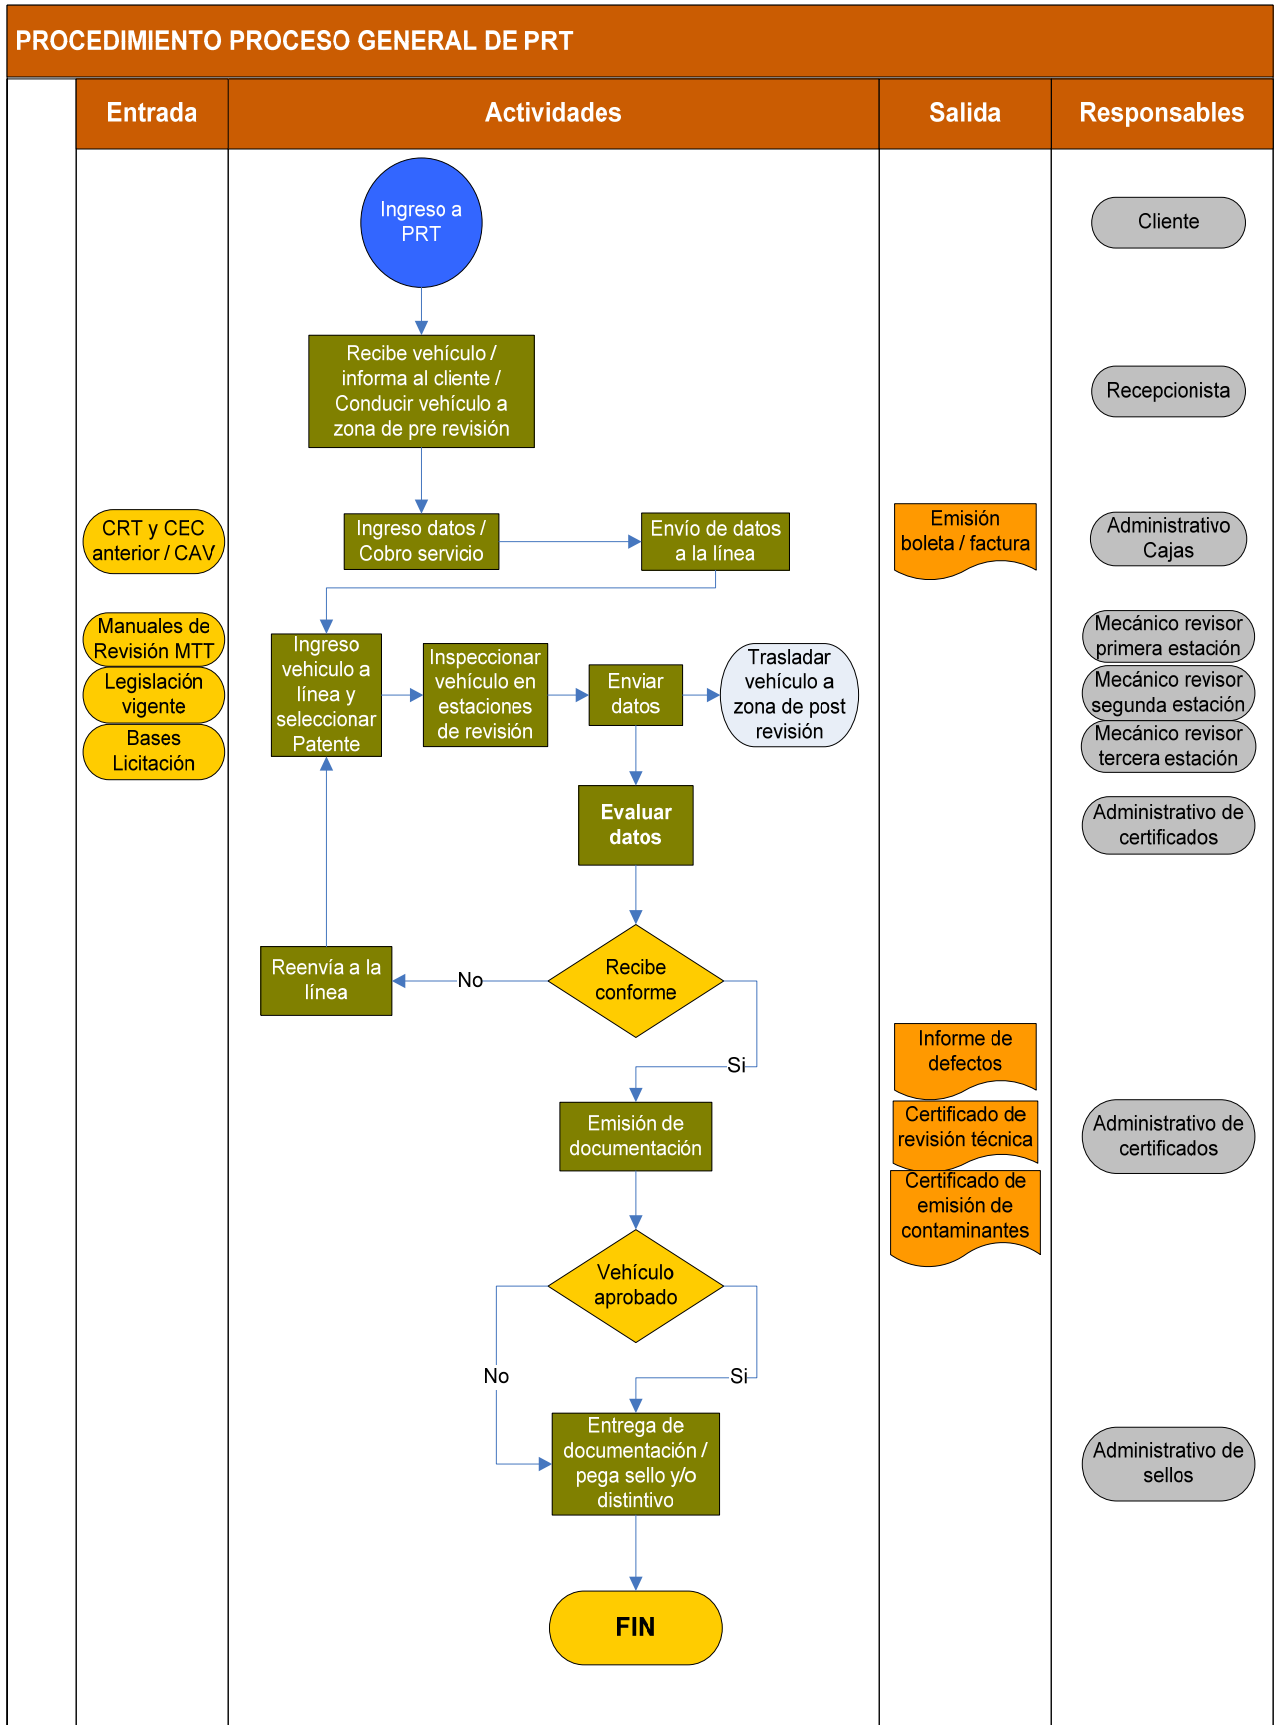 PROCEDIMIENTO PROCESO GENERAL DE PRT
Entrada
Actividades
Salida
Responsables
Ingreso a
PRT
Cliente
Recibe vehículo /
informa al cliente /
Conducir vehículo a
zona de pre revisión
Recepcionista
CRT y CEC
anterior / CAV
Ingreso datos /
Cobro servicio
Envío de datos
a la línea
Emisión
boleta / factura
Administrativo
Cajas
Manuales de
Revisión MTT
Legislación
vigente
Bases
Licitación
Ingreso
vehiculo a
línea y
seleccionar
Patente
Inspeccionar
vehículo en
estaciones
de revisión
Enviar
datos
Trasladar
vehículo a
zona de post
revisión
Mecánico revisor
primera estación
Mecánico revisor
segunda estación
Mecánico revisor
tercera estación
Evaluar
datos
Administrativo de
certificados
Reenvía a la
línea
No
Recibe
conforme
Si
Informe de
defectos
Emisión de
documentación
Certificado de
revisión técnica
Administrativo de
certificados
Certificado de
emisión de
contaminantes
Vehículo
aprobado
No
Si
Entrega de
documentación /
pega sello y/o
distintivo
Administrativo de
sellos
FIN